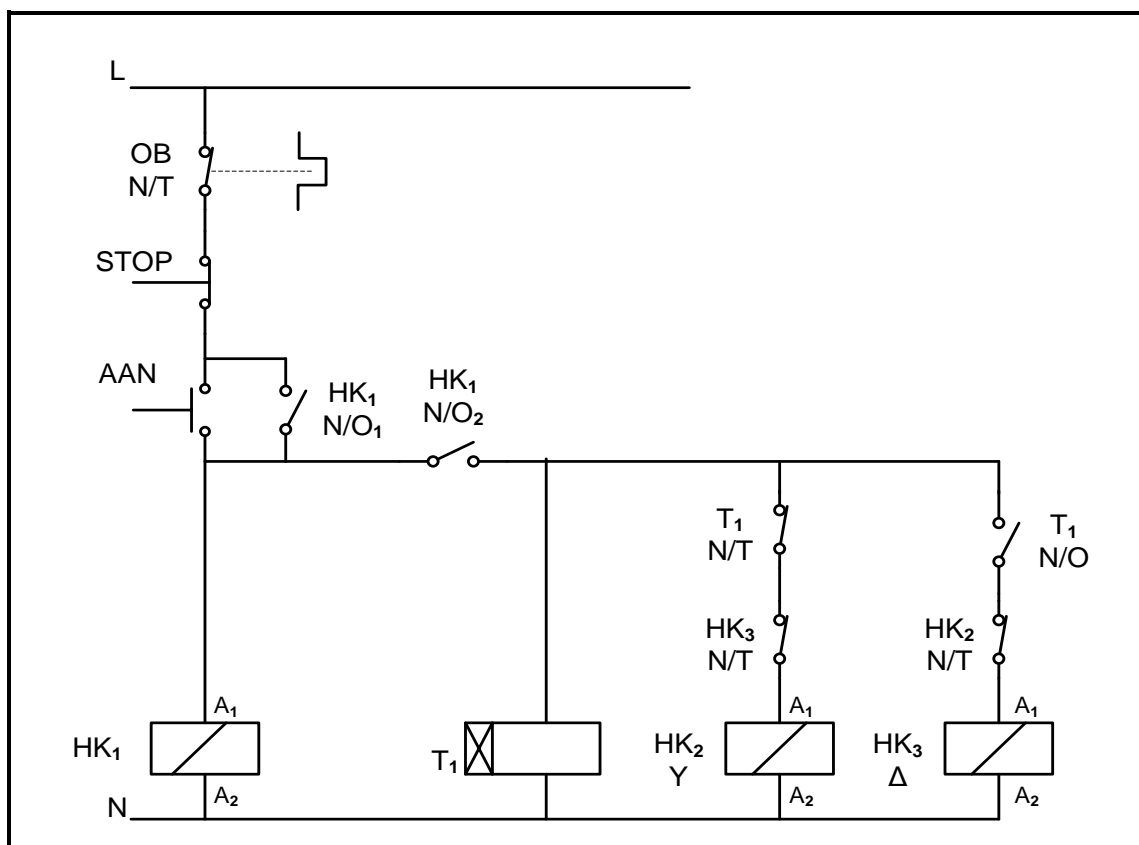 L
OB
N/T
STOP
AAN
HK₁
N/O₁
HK₁
N/O₂
T₁
N/T
T₁
N/O
HK₃
N/T
HK₂
N/T
HK₁
A₁
A₂
T₁
HK₂
Y
A₁
A₂
HK₃
Δ
A₁
A₂
N